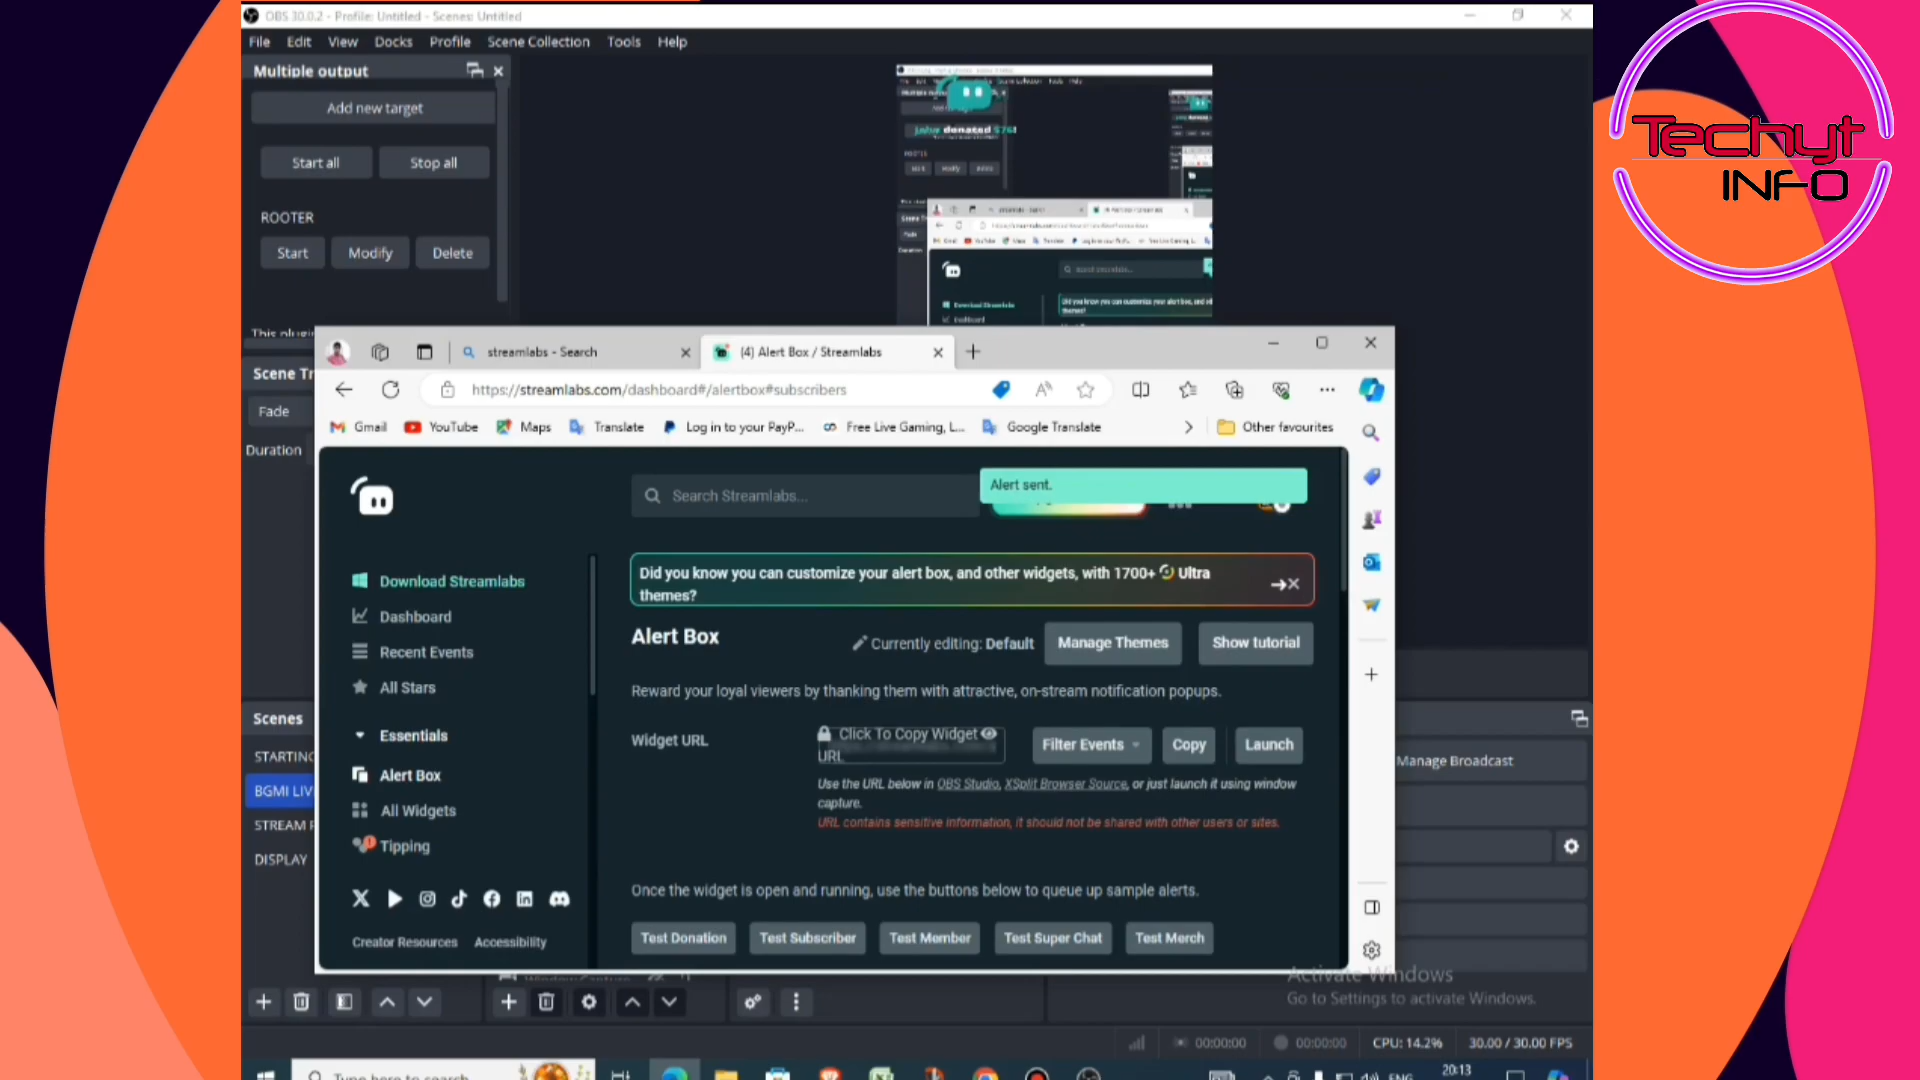 OBS 30.0.2 - Profile: Untitled - Scenes: Untitled
File Edit View Docks Profile Scene Collection Tools Help
Multiple output
Add new target
Start all Stop all
ROOTER
Start Modify Delete
This plugin
Scene Tr
Fade
Duration
donated
Techyt
INFO
streamlabs - Search
(4) Alert Box / Streamlabs
https://streamlabs.com/dashboard#/alertbox#subscribers
Gmail YouTube Maps Translate Log in to your PayP... Free Live Gaming, L... Google Translate Other favourites
Search Streamlabs...
Alert sent.
Download Streamlabs
Dashboard
Recent Events
All Stars
Essentials
Alert Box
All Widgets
Tipping
Creator Resources Accessibility
Did you know you can customize your alert box, and other widgets, with 1700+ Ultra
themes?
Alert Box
Currently editing: Default
Manage Themes
Show tutorial
Reward your loyal viewers by thanking them with attractive, on-stream notification popups.
Widget URL
Click To Copy Widget
URL
Filter Events
Copy
Launch
Use the URL below in OBS Studio, XSplit Browser Source, or just launch it using window
capture.
URL contains sensitive information, it should not be shared with other users or sites.
Once the widget is open and running, use the buttons below to queue up sample alerts.
Test Donation Test Subscriber Test Member Test Super Chat Test Merch
Scenes
STARTING
BGMI LIV
STREAM
DISPLAY
Manage Broadcast
Activate Windows
Go to Settings to activate Windows.
00:00:00 00:00:00 CPU: 14.2% 30.00 / 30.00 FPS
Type here to search
ENG
20:13